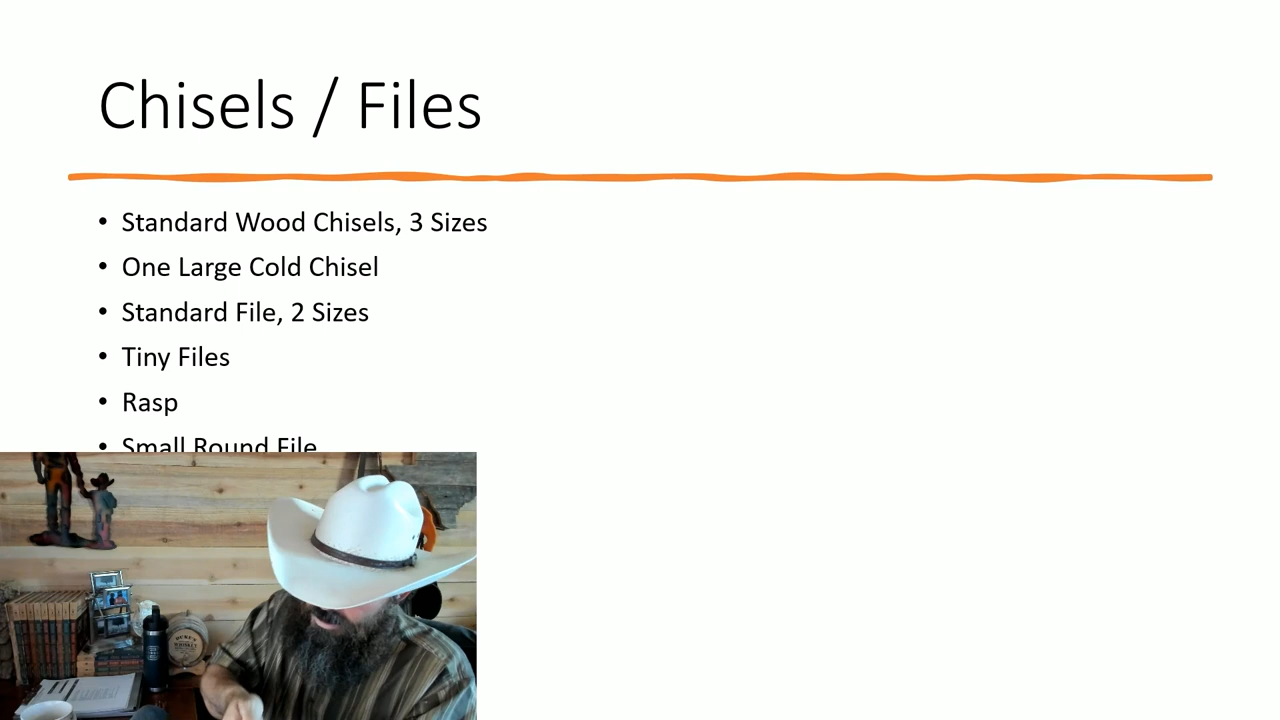 Chisels / Files
• Standard Wood Chisels, 3 Sizes
• One Large Cold Chisel
• Standard File, 2 Sizes
• Tiny Files
• Rasp
• Small Round File
WHISKEY